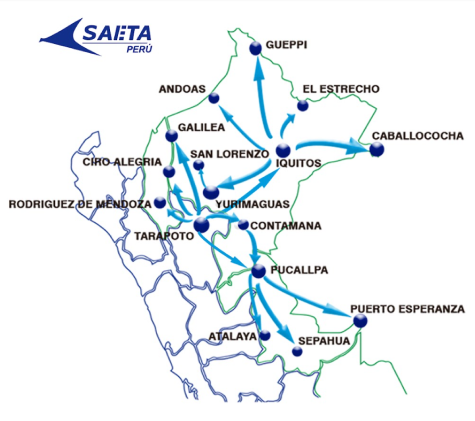 SAETA
PERÚ
GUEPPI
ANDOAS
EL ESTRECHO
GALILEA
CABALLOCOCHA
SAN LORENZO
IQUITOS
CIRO ALEGRIA
RODRIGUEZ DE MENDOZA
YURIMAGUAS
TARAPOTO
CONTAMANA
PUCALLPA
PUERTO ESPERANZA
ATALAYA
SEPAHUA